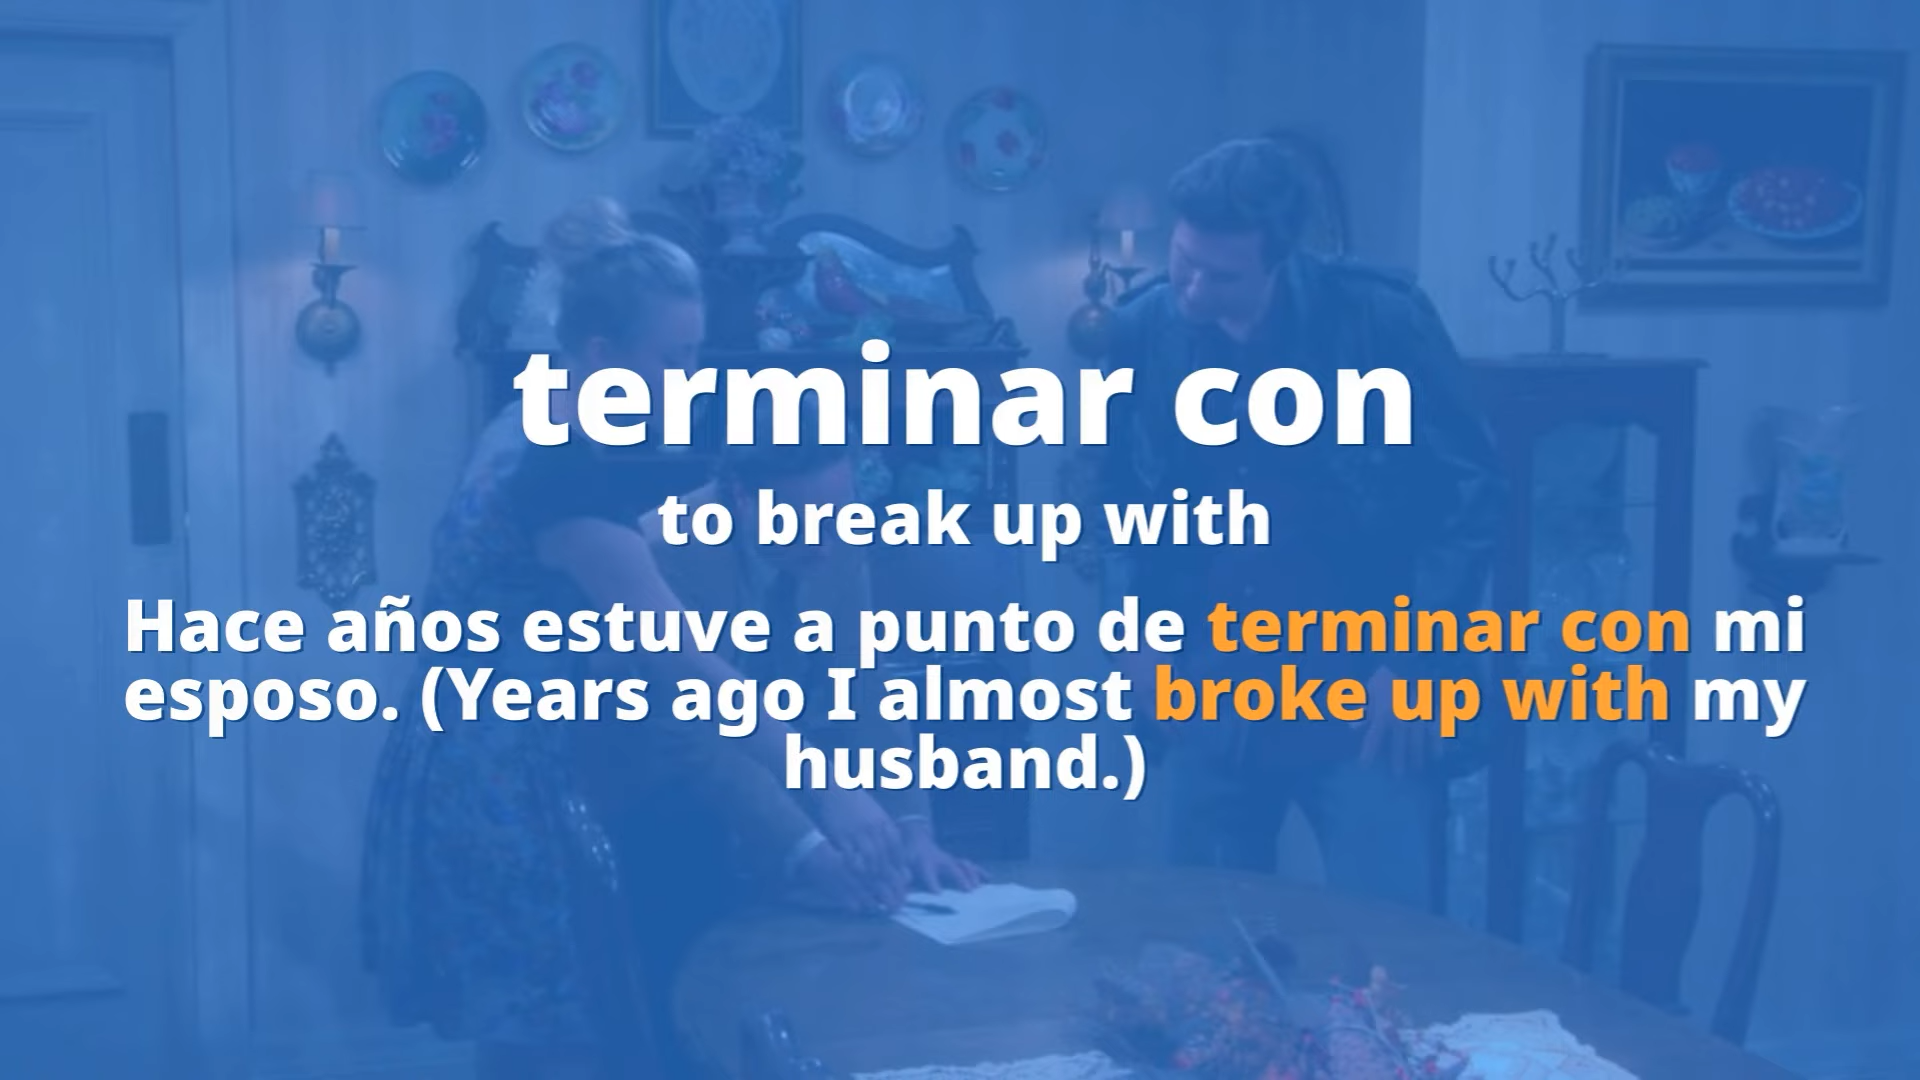 terminar con
to break up with
Hace años estuve a punto de terminar con mi
esposo. (Years ago I almost broke up with my
husband.)